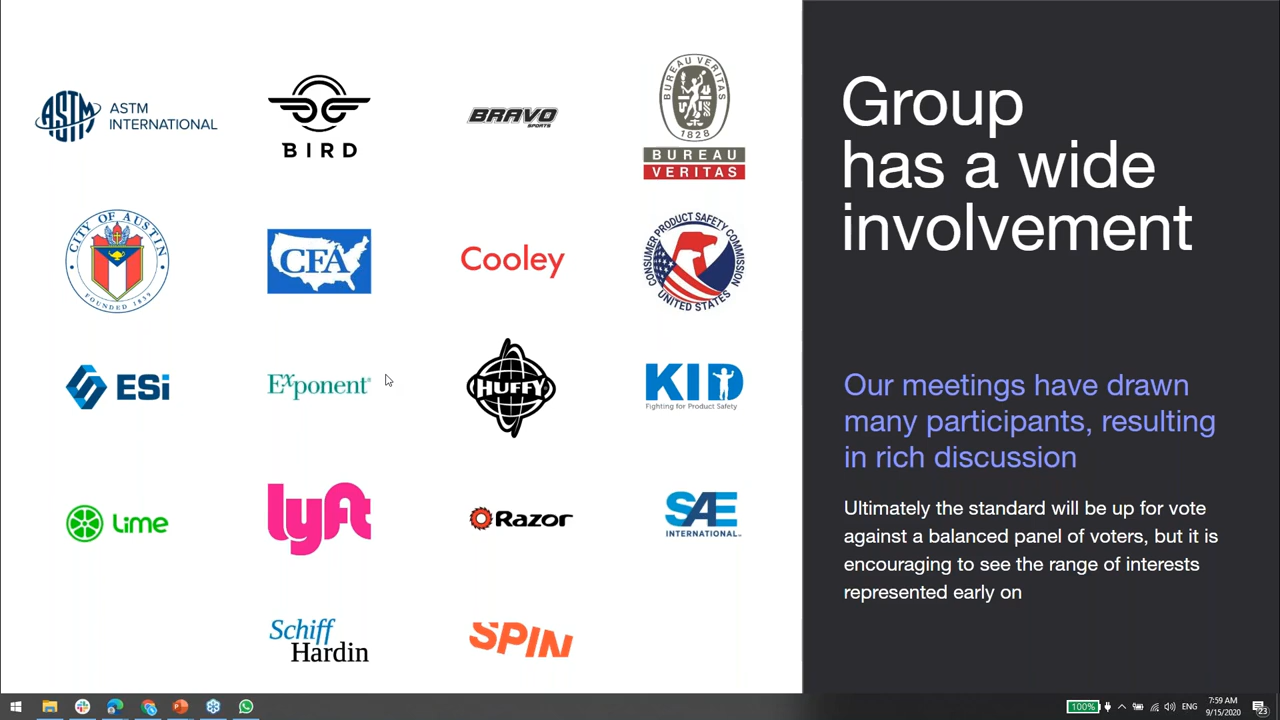 ASTM
ASTM
INTERNATIONAL
BIRD
BRAVO
SPORTS
BUREAU VERITAS
1828
BUREAU
VERITAS
CITY OF AUSTIN
FOUNDED 1839
CFA
Cooley
CONSUMER PRODUCT SAFETY COMMISSION
UNITED STATES
ESi
Exponent®
HUFFY
KID
Fighting for Product Safety
Lime
lyft
Razor
SAE
INTERNATIONAL™
Schiff
Hardin
SPIN
Group
has a wide
involvement
Our meetings have drawn
many participants, resulting
in rich discussion
Ultimately the standard will be up for vote
against a balanced panel of voters, but it is
encouraging to see the range of interests
represented early on
100%
ENG
7:59 AM
9/15/2020
23